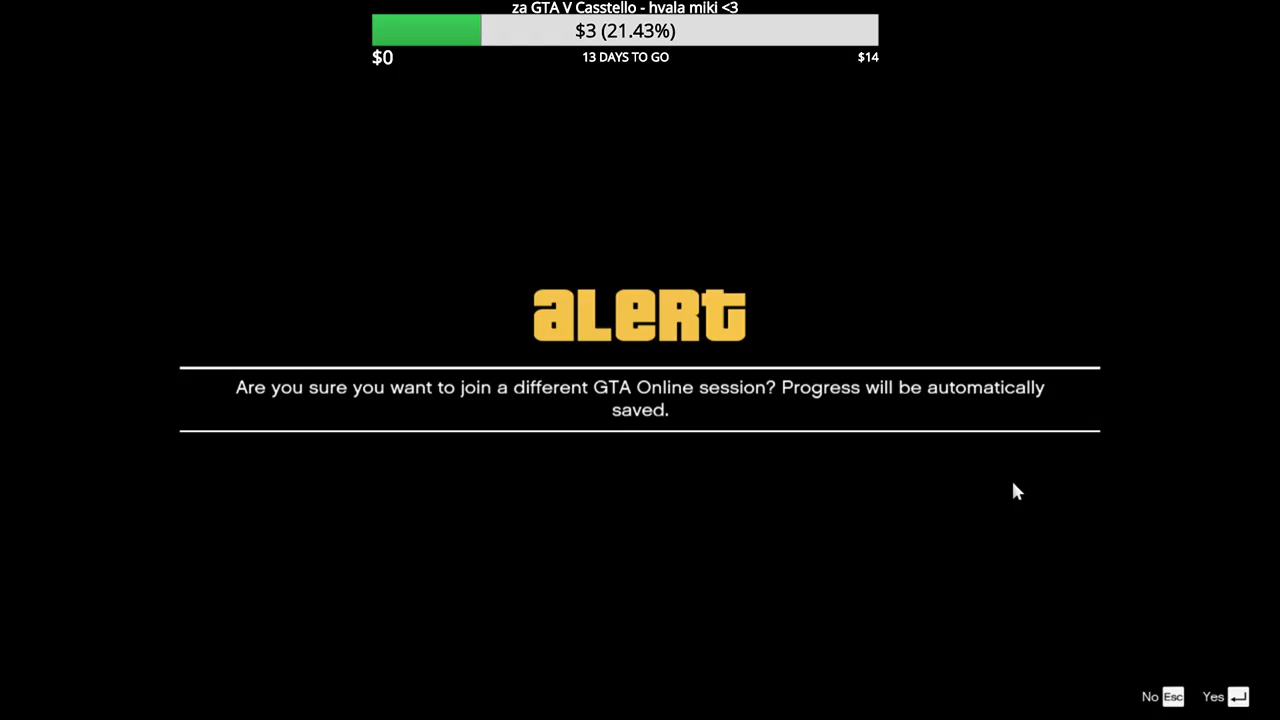 za GTA V Casstello - hvala miki <3
$3 (21.43%)
$0 13 DAYS TO GO $14
alert
Are you sure you want to join a different GTA Online session? Progress will be automatically
saved.
No Esc Yes